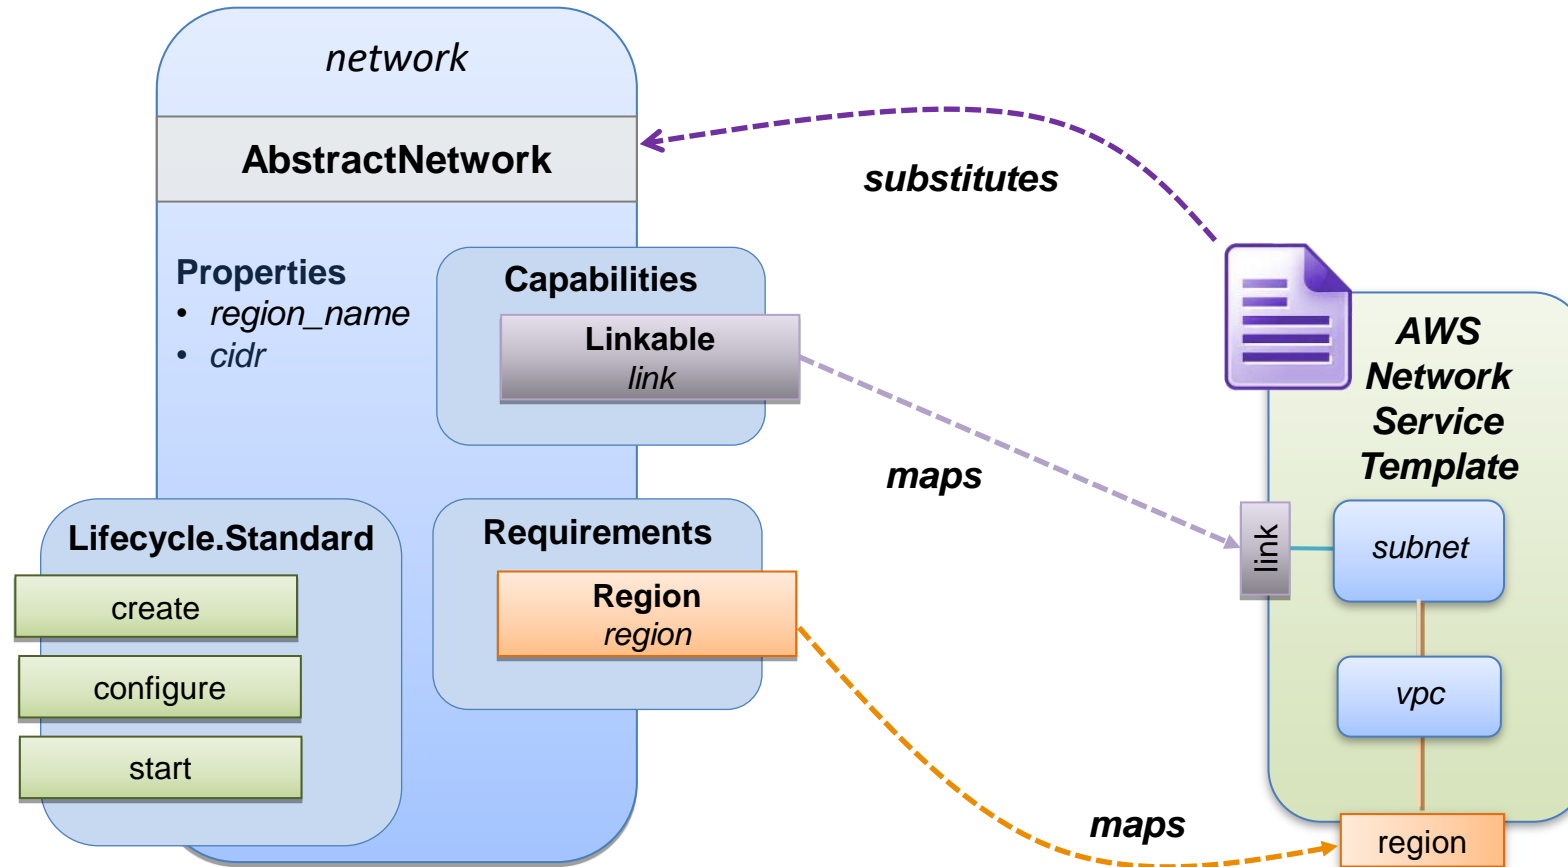 network
AbstractNetwork
substitutes
Properties
• region_name
• cidr
Capabilities
Linkable
link
AWS
Network
Service
Template
maps
Lifecycle.Standard
create
configure
start
Requirements
Region
region
link
subnet
vpc
maps
region